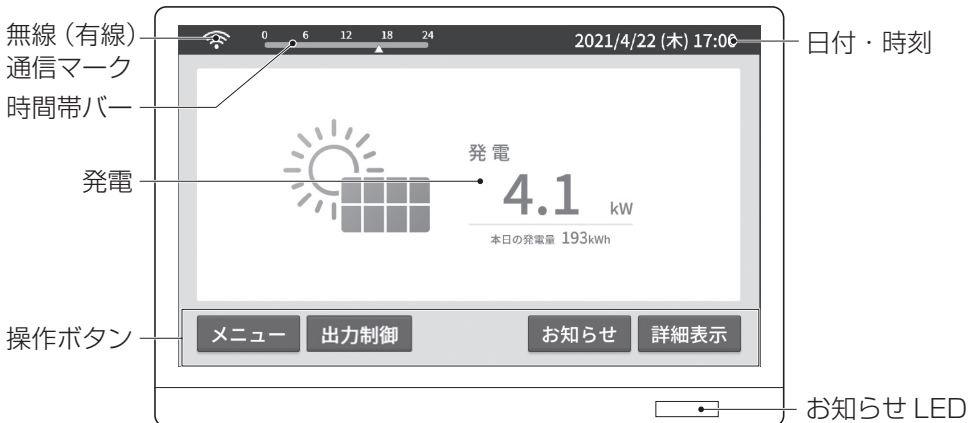 無線（有線）
通信マーク
時間帯バー
発電
操作ボタン
0 6 12 18 24
2021/4/22 (木) 17:00
発電
4.1 kW
本日の発電量 193kWh
メニュー 出力制御 お知らせ 詳細表示
日付・時刻
お知らせ LED